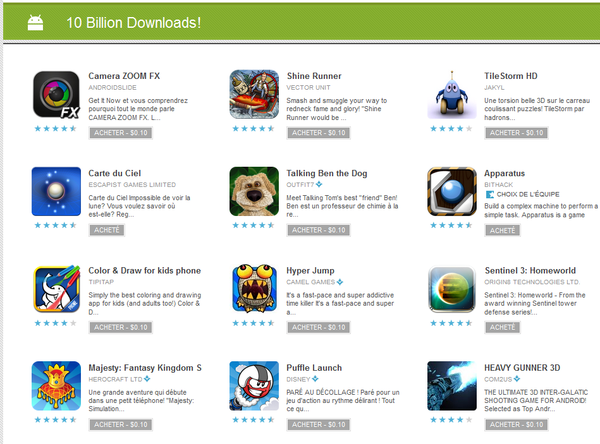 10 Billion Downloads!
Camera ZOOM FX
ANDROIDSLIDE
Get It Now et vous comprendrez
pourquoi tout le monde parle
CAMERA ZOOM FX. L...
ACHETER - $0.10
FX
Shine Runner
VECTOR UNIT
Smash and smuggle your way to
redneck fame and glory! "Shine
Runner would be ...
ACHETER - $0.10
TileStorm HD
JAKYL
Une torsion belle 3D sur le carreau
coulissant puzzles! TileStorm par
hadrons...
ACHETER - $0.10
Carte du Ciel
ESCAPIST GAMES LIMITED
Carte du Ciel Impossible de voir la
lune? Vous voulez savoir où
est-elle? Reg...
ACHETÉ
Talking Ben the Dog
OUTFIT7
Meet Talking Tom's best "friend" Ben!
Ben est un professeur de chimie à la
re...
ACHETER - $0.10
Apparatus
BITHACK
CHOIX DE L'ÉQUIPE
Build a complex machine to perform a
simple task. Apparatus is a game
ACHETÉ
Color & Draw for kids phone
TIPITAP
Simply the best coloring and drawing
app for kids (and adults too!) Color &
D...
ACHETER - $0.10
Hyper Jump
CAMEL GAMES
It's a fast-pace and super addictive
time killer It's a fast-pace and super
a...
ACHETER - $0.10
Sentinel 3: Homeworld
ORIGINS TECHNOLOGIES LTD.
Sentinel 3: Homeworld - From the
award winning Sentinel tower
defense series!...
ACHETÉ
Majesty: Fantasy Kingdom S
HEROCRAFT LTD
Une grande aventure qui débute
dans une petit téléphone! "Majesty:
Simulation...
ACHETER - $0.10
Puffle Launch
DISNEY
PARÉ AU DÉCOLLAGE ! Paré pour un
jeu d'action au rythme délirant ! Tout
ce qu...
ACHETER - $0.10
HEAVY GUNNER 3D
COM2US
THE ULTIMATE 3D INTER-GALATIC
SHOOTING GAME FOR ANDROID!
Selected as Top Andr...
ACHETER - $0.10